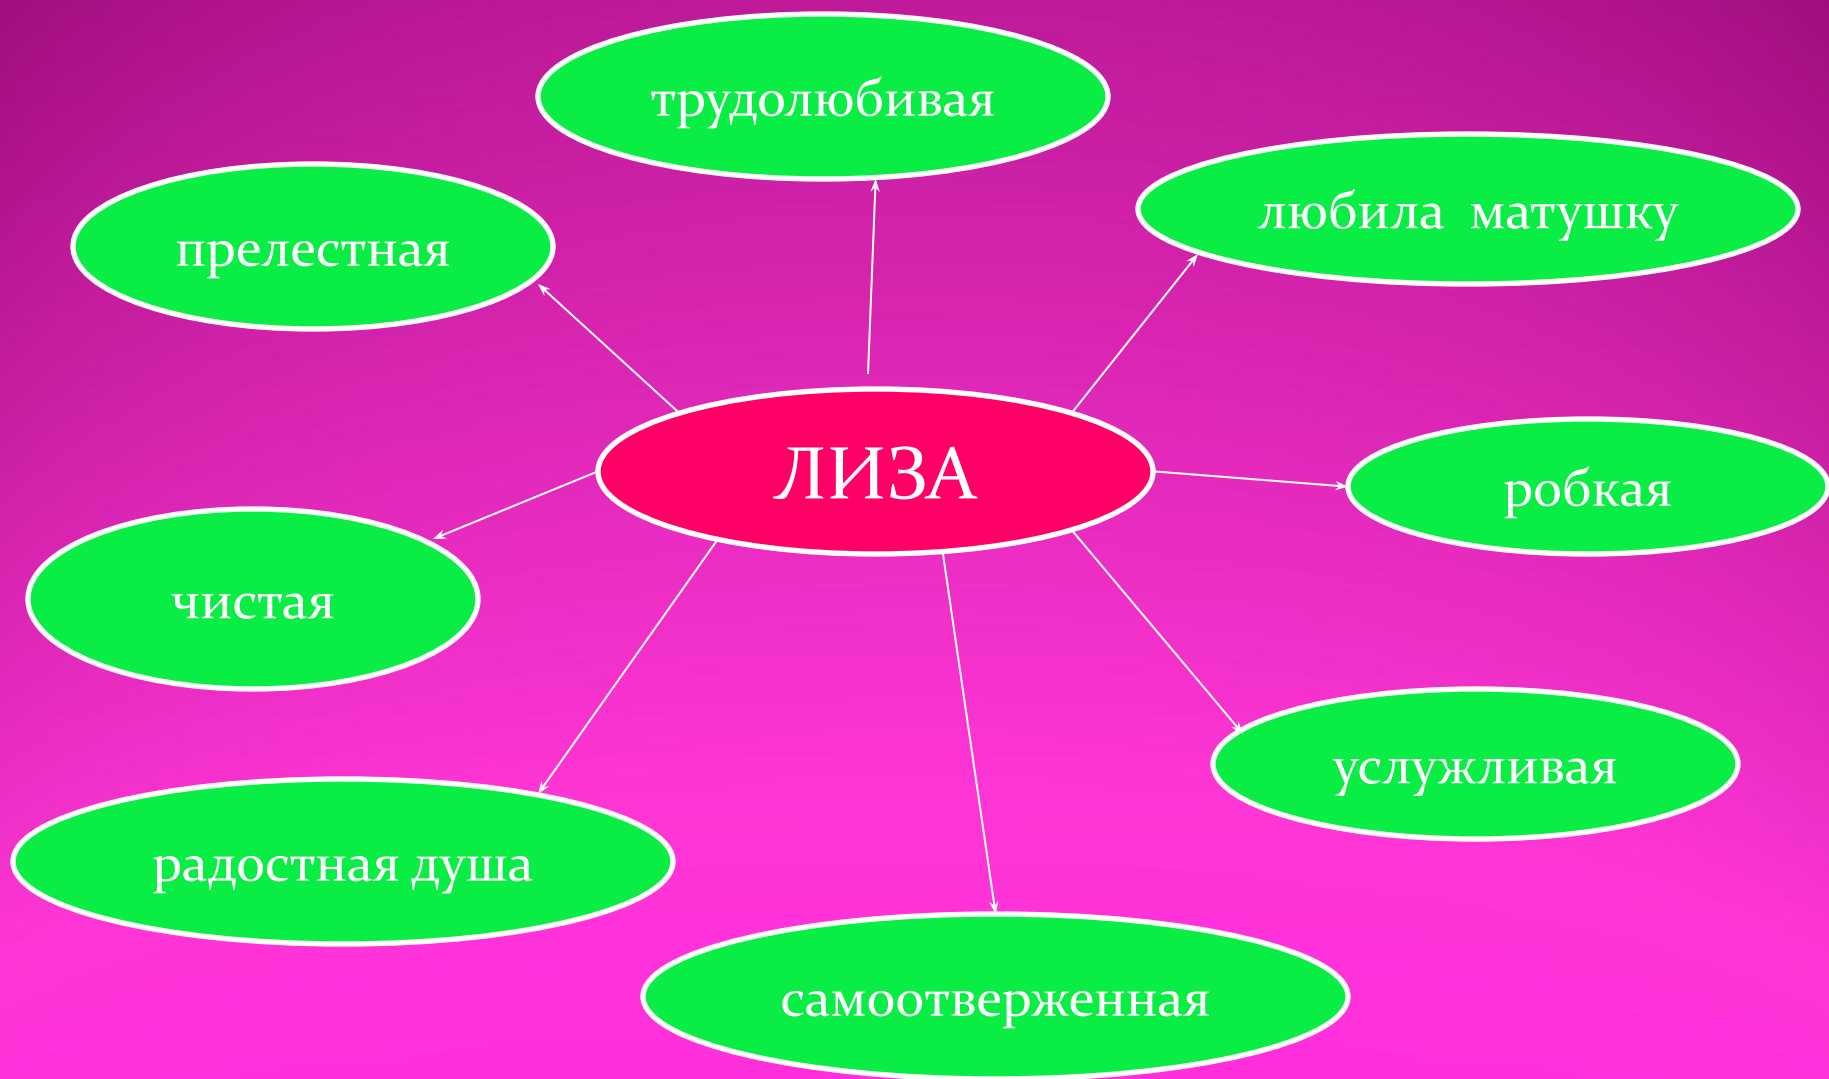 трудолюбивая
любила матушку
прелестная
ЛИЗА
робкая
чистая
услужливая
радостная душа
самоотверженная